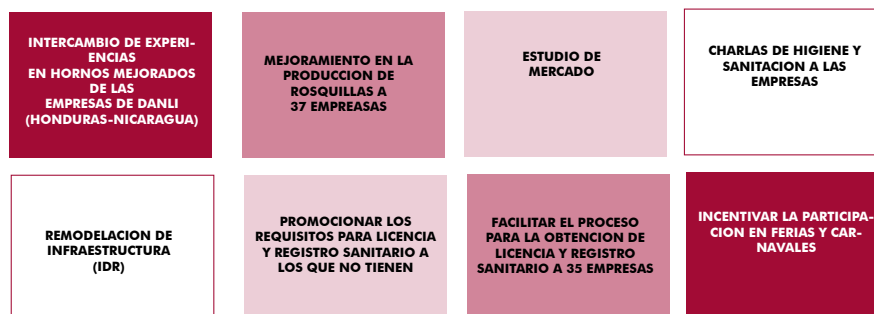 INTERCAMBIO DE EXPERI-
ENCIAS
EN HORNOS MEJORADOS
DE LAS
EMPRESAS DE DANLI
(HONDURAS-NICARAGUA)
MEJORAMIENTO EN LA
PRODUCCION DE
ROSQUILLAS A
37 EMPREASAS
ESTUDIO DE
MERCADO
CHARLAS DE HIGIENE Y
SANITACION A LAS
EMPRESAS
REMODELACION DE
INFRAESTRUCTURA
(IDR)
PROMOCIONAR LOS
REQUISITOS PARA LICENCIA
Y REGISTRO SANITARIO A
LOS QUE NO TIENEN
FACILITAR EL PROCESO
PARA LA OBTENCION DE
LICENCIA Y REGISTRO
SANITARIO A 35 EMPRESAS
INCENTIVAR LA PARTICIPA-
CION EN FERIAS Y CAR-
NAVALES